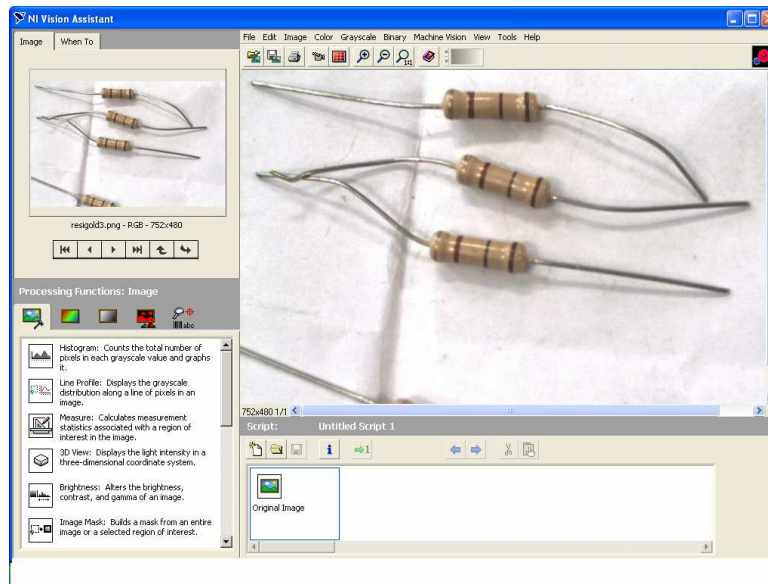 NI Vision Assistant
Image When To
File Edit Image Color Grayscale Binary Machine Vision View Tools Help
1:1
resigold3.png - RGB - 752x480
Processing Functions: Image
abc
Histogram: Counts the total number of
pixels in each grayscale value and graphs
it.
Line Profile: Displays the grayscale
distribution along a line of pixels in an
image.
Measure: Calculates measurement
statistics associated with a region of
interest in the image.
3D View: Displays the light intensity in a
three-dimensional coordinate system.
Brightness: Alters the brightness,
contrast, and gamma of an image.
Image Mask: Builds a mask from an entire
image or a selected region of interest.
752x480 1/1
Script: Untitled Script 1
i
1
Original Image